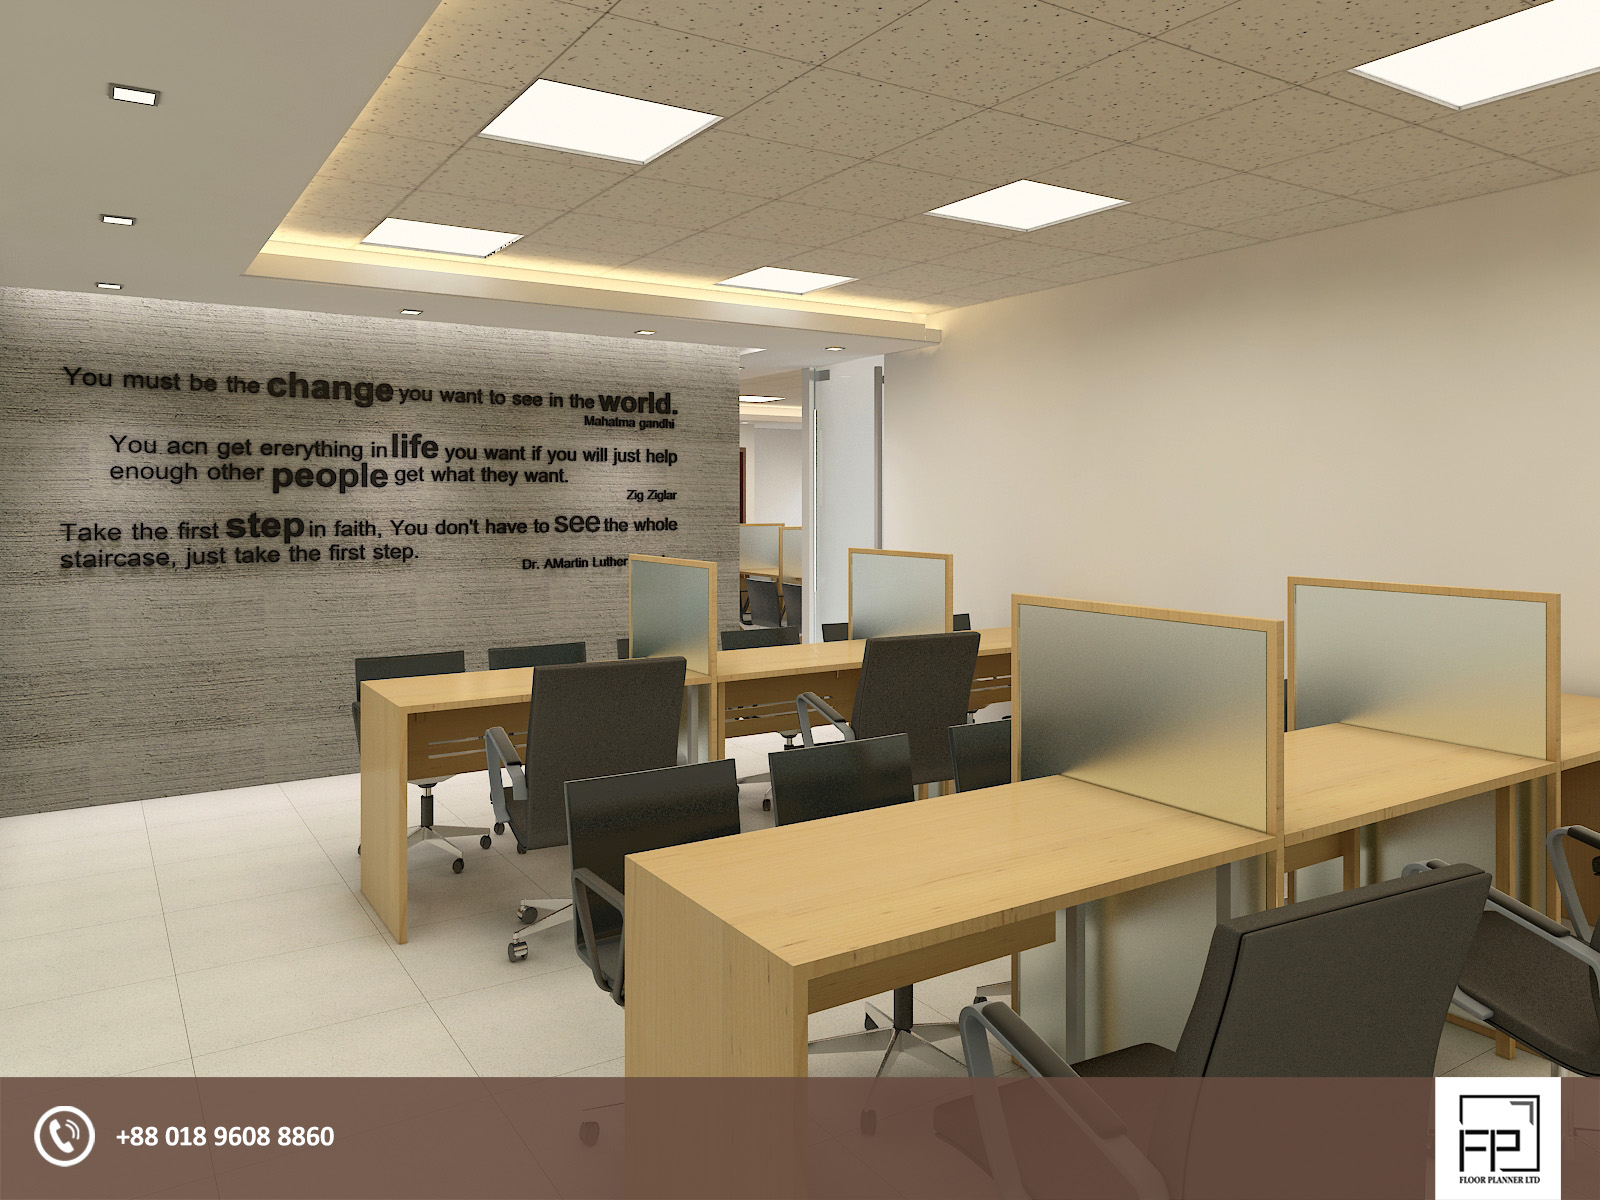 You must be the change you want to see in the world.
Mahatma gandhi
You acn get ererything in life you want if you will just help
enough other people get what they want.
Zig Ziglar
Take the first step in faith, You don't have to see the whole
staircase, just take the first step.
Dr. AMartin Luther
+88 018 9608 8860
FP
FLOOR PLANNER LTD